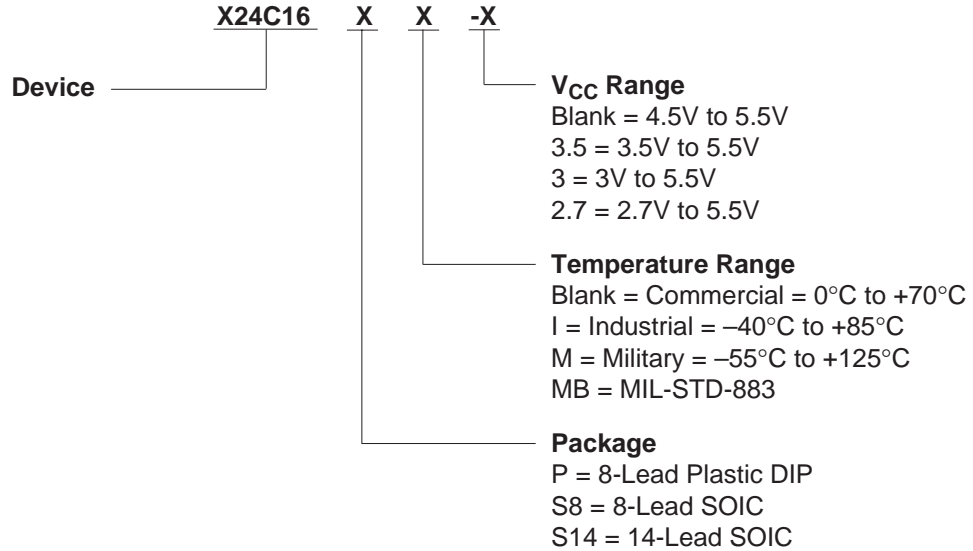 X24C16 X X -X
Device
VCC Range
Blank = 4.5V to 5.5V
3.5 = 3.5V to 5.5V
3 = 3V to 5.5V
2.7 = 2.7V to 5.5V
Temperature Range
Blank = Commercial = 0°C to +70°C
I = Industrial = –40°C to +85°C
M = Military = –55°C to +125°C
MB = MIL-STD-883
Package
P = 8-Lead Plastic DIP
S8 = 8-Lead SOIC
S14 = 14-Lead SOIC